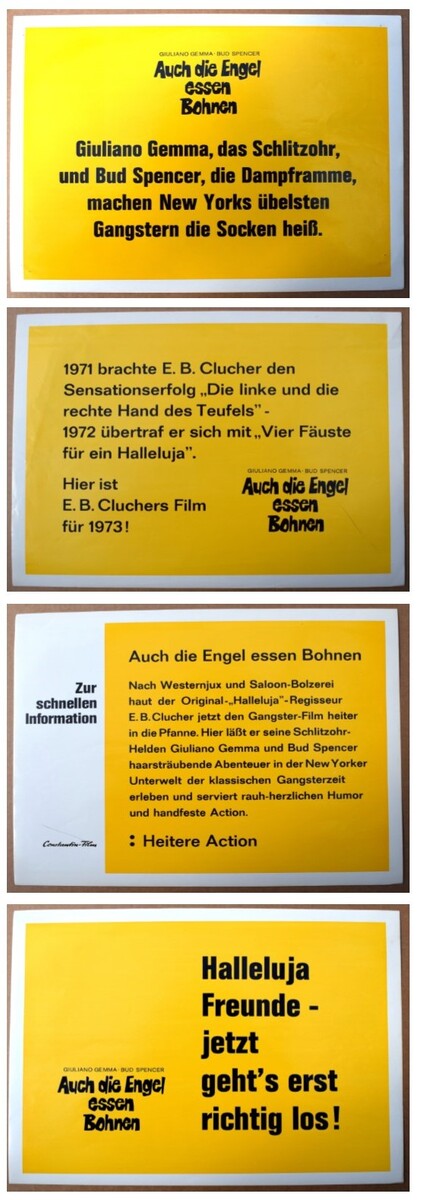 GIULIANO GEMMA · BUD SPENCER
Auch die Engel
essen
Bohnen
Giuliano Gemma, das Schlitzohr,
und Bud Spencer, die Dampframme,
machen New Yorks übelsten
Gangstern die Socken heiß.
1971 brachte E. B. Clucher den
Sensationserfolg „Die linke und die
rechte Hand des Teufels" -
1972 übertraf er sich mit „Vier Fäuste
für ein Halleluja".
Hier ist
E. B. Cluchers Film
für 1973!
GIULIANO GEMMA · BUD SPENCER
Auch die Engel
essen
Bohnen
Zur
schnellen
Information
Constantin-Film
Auch die Engel essen Bohnen
Nach Westernjux und Saloon-Bolzerei
haut der Original-„Halleluja"-Regisseur
E. B. Clucher jetzt den Gangster-Film heiter
in die Pfanne. Hier läßt er seine Schlitzohr-
Helden Giuliano Gemma und Bud Spencer
haarsträubende Abenteuer in der New Yorker
Unterwelt der klassischen Gangsterzeit
erleben und serviert rauh-herzlichen Humor
und handfeste Action.
: Heitere Action
GIULIANO GEMMA · BUD SPENCER
Auch die Engel
essen
Bohnen
Halleluja
Freunde -
jetzt
geht's erst
richtig los!